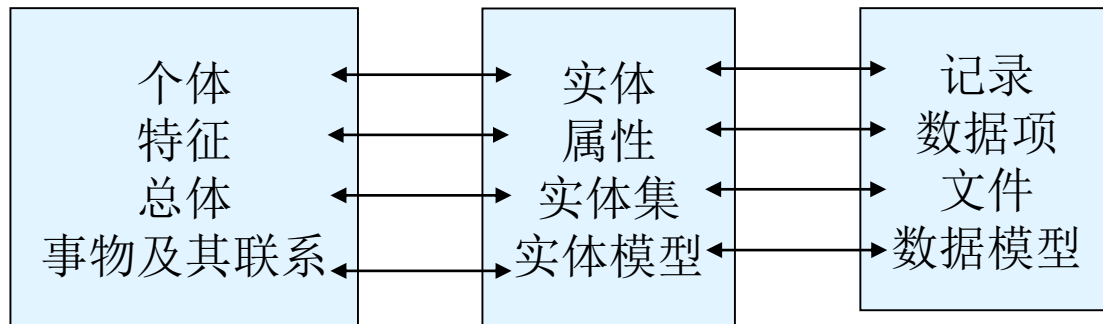 个体
特征
总体
事物及其联系
实体
属性
实体集
实体模型
记录
数据项
文件
数据模型